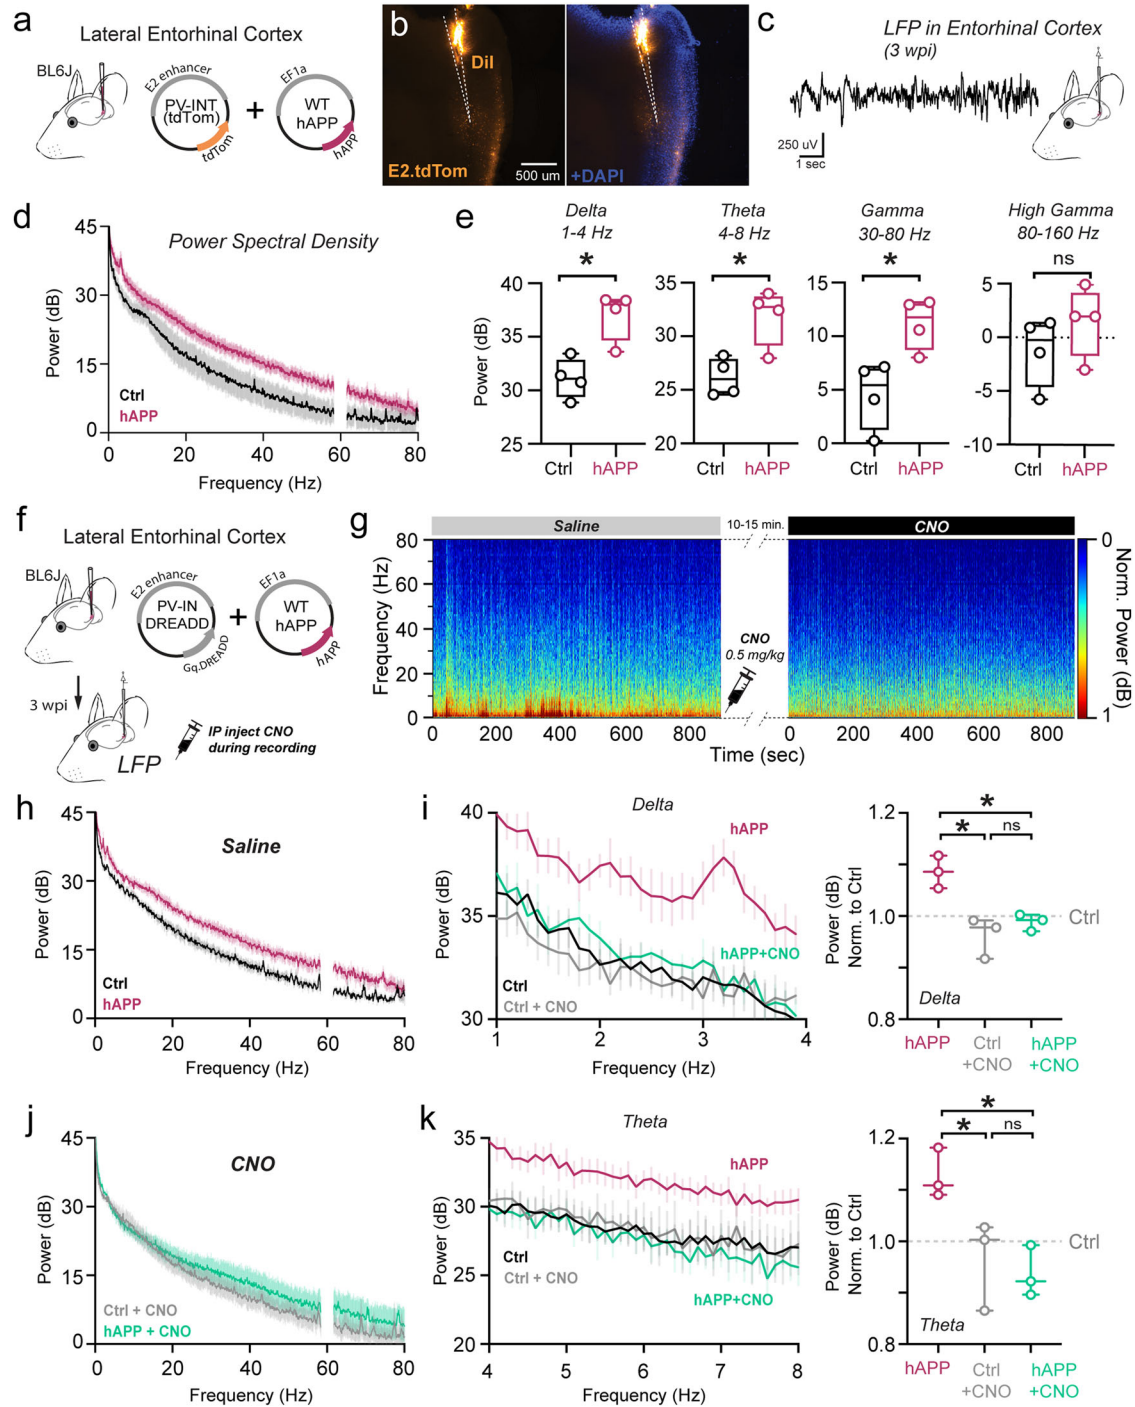 a
Lateral Entorhinal Cortex
BL6J
E2 enhancer
PV-INT
(tdTom)
tdTom
+
EF1a
WT
hAPP
hAPP
b
DiI
E2.tdTom
500 um
+DAPI
c
LFP in Entorhinal Cortex
(3 wpi)
250 uV
1 sec
d
Power Spectral Density
Power (dB)
45
30
15
0
Ctrl
hAPP
0 20 40 60 80
Frequency (Hz)
e
Delta
1-4 Hz
*
Power (dB)
40
35
30
25
Ctrl hAPP
Theta
4-8 Hz
*
35
30
25
20
Ctrl hAPP
Gamma
30-80 Hz
*
15
10
5
0
Ctrl hAPP
High Gamma
80-160 Hz
ns
5
0
-5
-10
Ctrl hAPP
f
Lateral Entorhinal Cortex
BL6J
E2 enhancer
PV-IN
DREADD
Gq.DREADD
+
EF1a
WT
hAPP
hAPP
3 wpi
LFP
IP inject CNO
during recording
g
Saline
10-15 min.
CNO
Frequency (Hz)
80
60
40
20
0
CNO
0.5 mg/kg
0 200 400 600 800
0 200 400 600 800
Time (sec)
0
1
Norm. Power (dB)
h
Saline
Power (dB)
45
30
15
0
Ctrl
hAPP
0 20 40 60 80
Frequency (Hz)
i
Delta
Power (dB)
40
35
30
hAPP
hAPP+CNO
Ctrl
Ctrl + CNO
1 2 3 4
Frequency (Hz)
Power (dB)
Norm. to Ctrl
1.2
1.0
0.8
*
* ns
Ctrl
Delta
hAPP Ctrl hAPP
+CNO +CNO
j
CNO
Power (dB)
45
30
15
0
Ctrl + CNO
hAPP + CNO
0 20 40 60 80
Frequency (Hz)
k
Theta
Power (dB)
35
30
25
20
hAPP
Ctrl
Ctrl + CNO
hAPP+CNO
4 5 6 7 8
Frequency (Hz)
Power (dB)
Norm. to Ctrl
1.2
1.0
0.8
*
* ns
Ctrl
Theta
hAPP Ctrl hAPP
+CNO +CNO